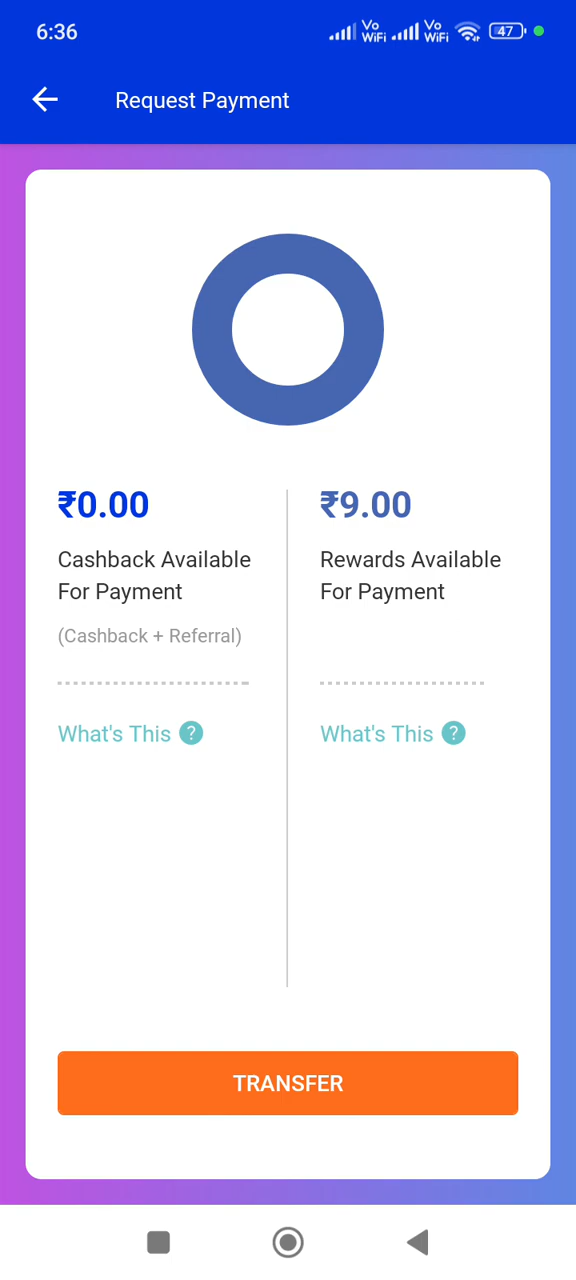 6:36
Vo WiFi
Vo WiFi
47
Request Payment
₹0.00
Cashback Available
For Payment
(Cashback + Referral)
What's This ?
₹9.00
Rewards Available
For Payment
What's This ?
TRANSFER